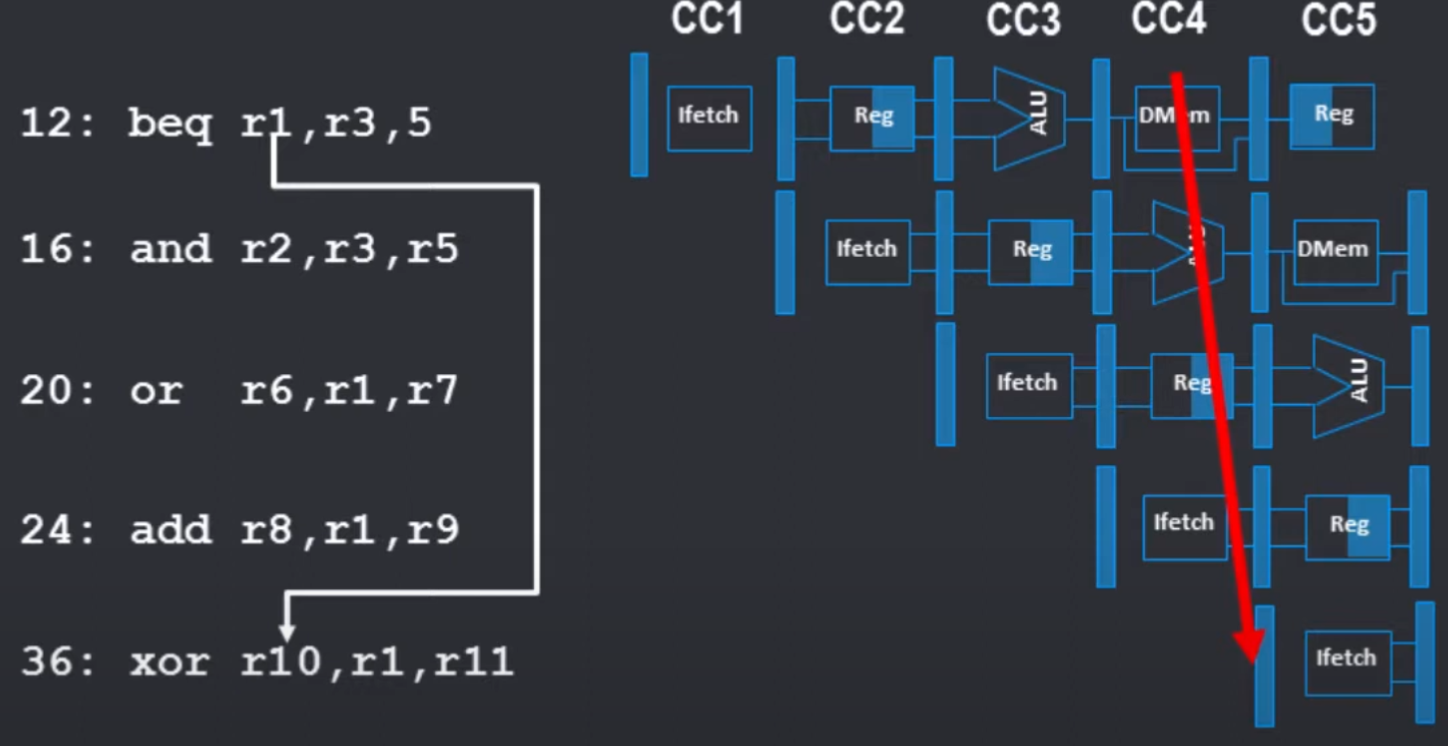 CC1 CC2 CC3 CC4 CC5
12: beq r1,r3,5 Ifetch Reg ALU DMem Reg
16: and r2,r3,r5 Ifetch Reg ALU DMem
20: or r6,r1,r7 Ifetch Reg ALU
24: add r8,r1,r9 Ifetch Reg
36: xor r10,r1,r11 Ifetch